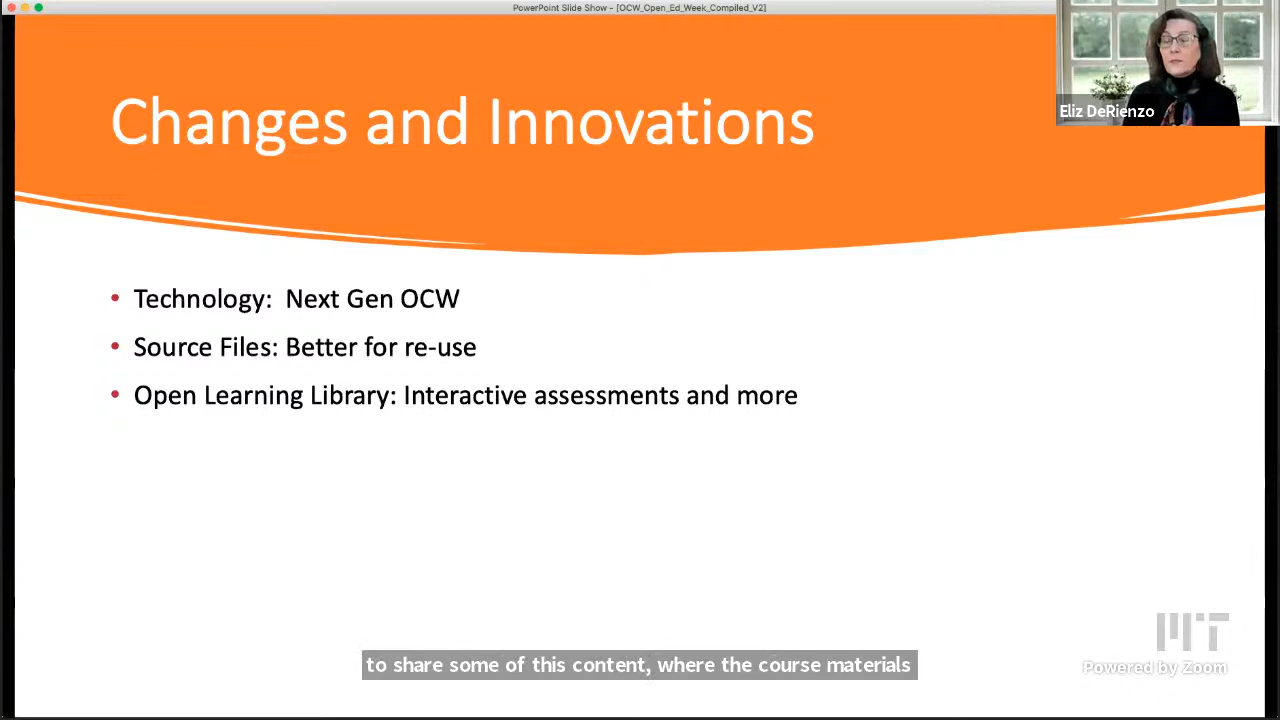 PowerPoint Slide Show - [OCW_Open_Ed_Week_Compiled_V2]
Eliz DeRienzo
Changes and Innovations
• Technology:  Next Gen OCW
• Source Files: Better for re-use
• Open Learning Library: Interactive assessments and more
MIT
to share some of this content, where the course materials
Powered by Zoom